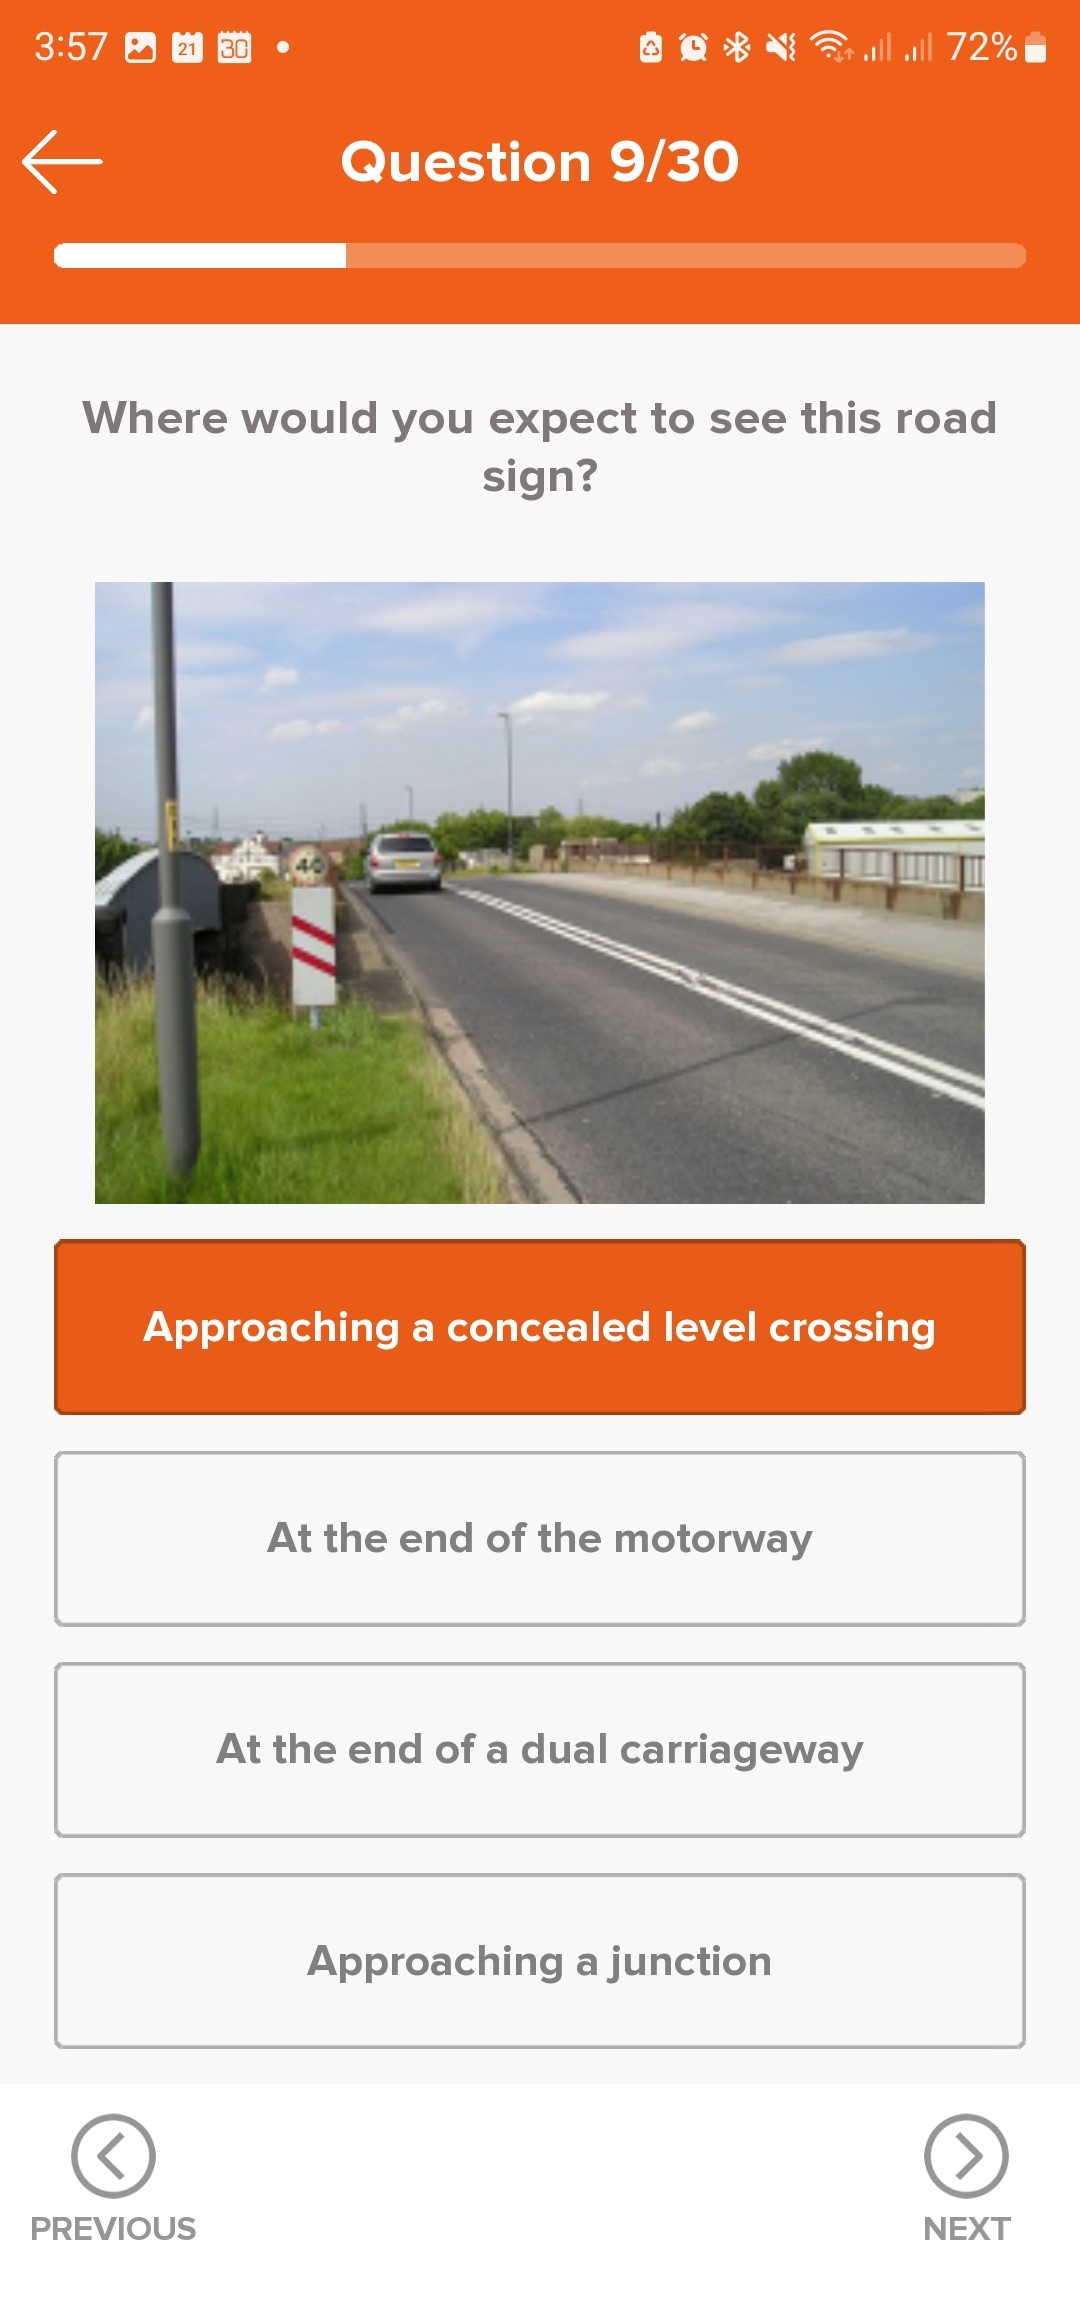 3:57 21 30 72%
Question 9/30
Where would you expect to see this road
sign?
40
Approaching a concealed level crossing
At the end of the motorway
At the end of a dual carriageway
Approaching a junction
PREVIOUS NEXT